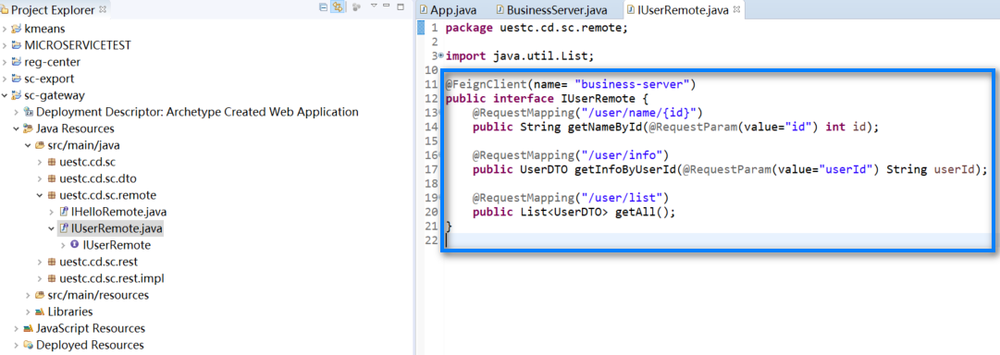 Project Explorer
kmeans
MICROSERVICETEST
reg-center
sc-export
sc-gateway
Deployment Descriptor: Archetype Created Web Application
Java Resources
src/main/java
uestc.cd.sc
uestc.cd.sc.dto
uestc.cd.sc.remote
IHelloRemote.java
IUserRemote.java
IUserRemote
uestc.cd.sc.rest
uestc.cd.sc.rest.impl
src/main/resources
Libraries
JavaScript Resources
Deployed Resources
App.java BusinessServer.java IUserRemote.java
1 package uestc.cd.sc.remote;
2
3 import java.util.List;
10
11 @FeignClient(name= "business-server")
12 public interface IUserRemote {
13 @RequestMapping("/user/name/{id}")
14 public String getNameById(@RequestParam(value="id") int id);
15
16 @RequestMapping("/user/info")
17 public UserDTO getInfoByUserId(@RequestParam(value="userId") String userId);
18
19 @RequestMapping("/user/list")
20 public List<UserDTO> getAll();
21 }
22